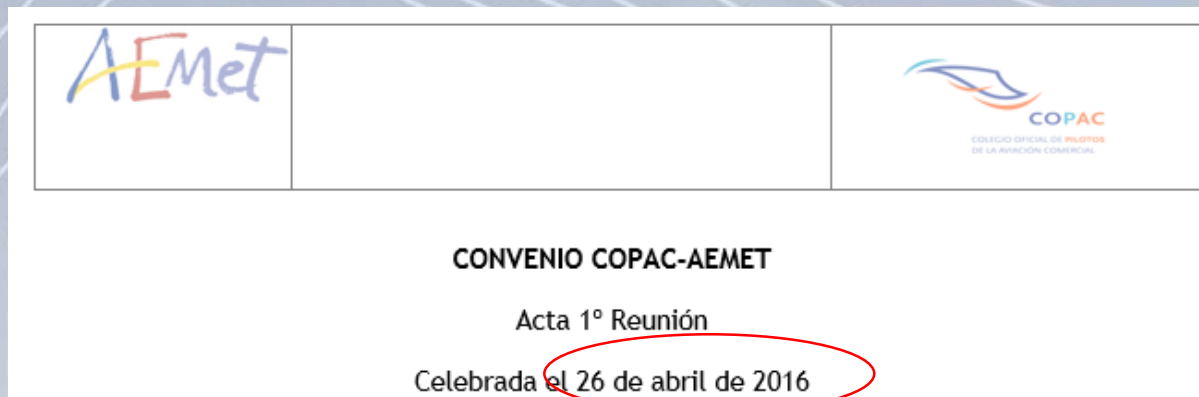 AEMet
COPAC
COLEGIO OFICIAL DE PILOTOS
DE LA AVIACIÓN COMERCIAL
CONVENIO COPAC-AEMET
Acta 1º Reunión
Celebrada el 26 de abril de 2016